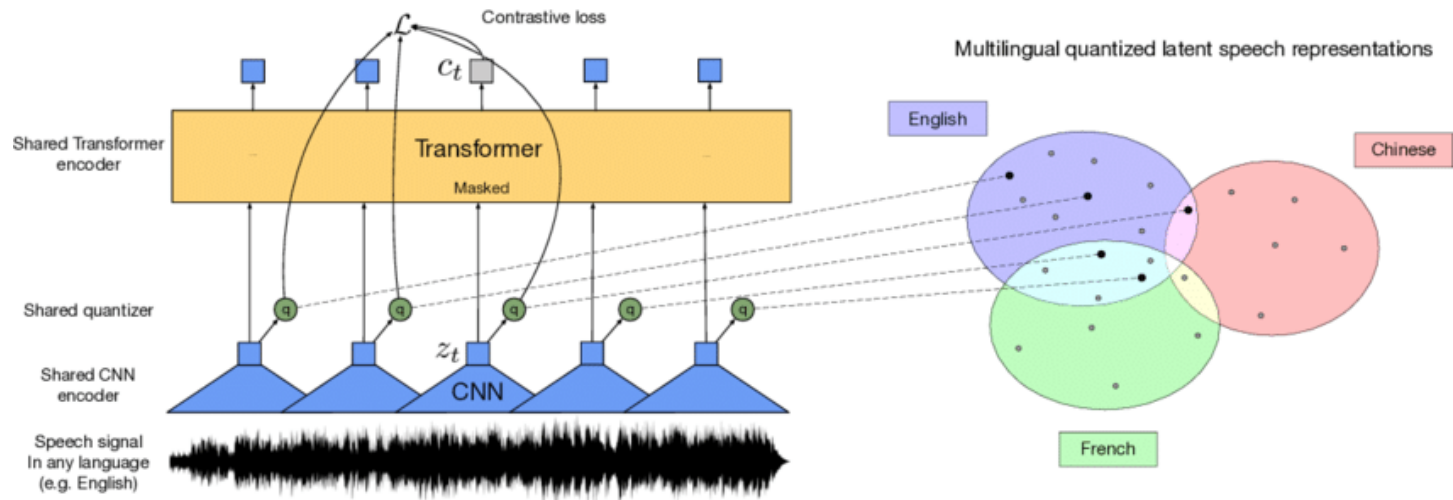 Contrastive loss
ℒ
Multilingual quantized latent speech representations
c_t
English
Shared Transformer
encoder
Transformer
Chinese
Masked
Shared quantizer
q
q
q
q
q
z_t
Shared CNN
encoder
CNN
Speech signal
In any language
(e.g. English)
French